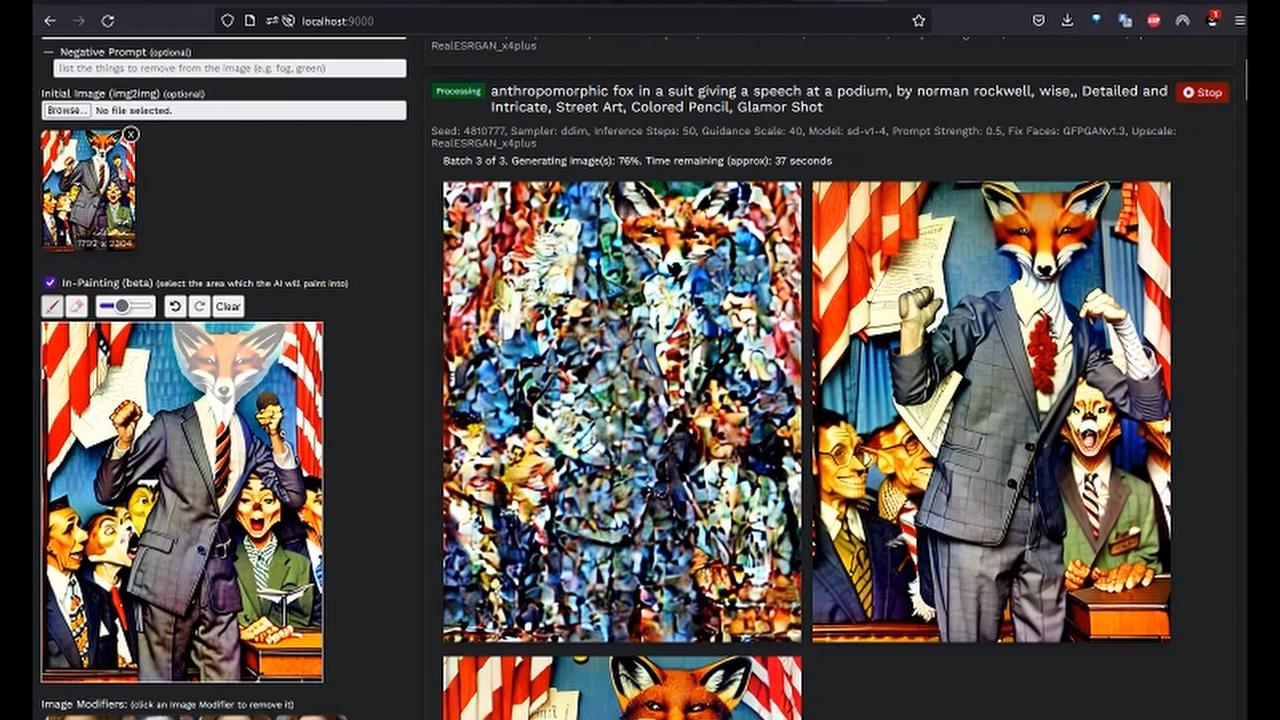 localhost:9000
1
Negative Prompt (optional)
list the things to remove from the image (e.g. fog, green)
Initial Image (img2img) (optional)
Browse... No file selected.
X
1792 x 2304
In-Painting (beta) (select the area which the AI will paint into)
Clear
Image Modifiers: (click an Image Modifier to remove it)
RealESRGAN_x4plus
Processing anthropomorphic fox in a suit giving a speech at a podium, by norman rockwell, wise,, Detailed and
Intricate, Street Art, Colored Pencil, Glamor Shot
Stop
Seed: 4810777, Sampler: ddim, Inference Steps: 50, Guidance Scale: 40, Model: sd-v1-4, Prompt Strength: 0.5, Fix Faces: GFPGANv1.3, Upscale:
RealESRGAN_x4plus
Batch 3 of 3. Generating image(s): 76%. Time remaining (approx): 37 seconds